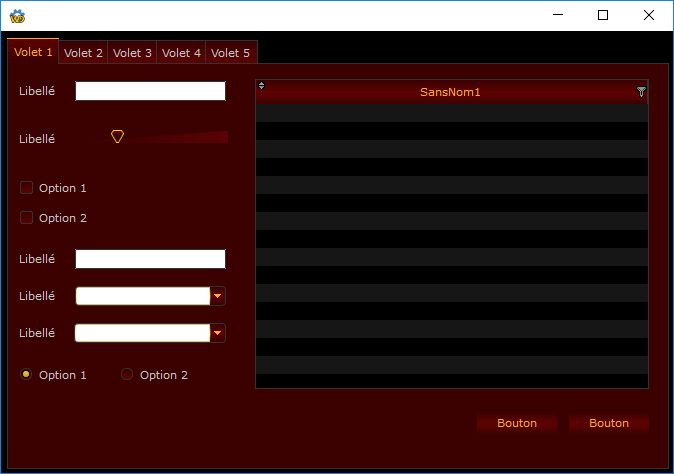 Volet 1 Volet 2 Volet 3 Volet 4 Volet 5
Libellé
SansNom1
Libellé
Option 1
Option 2
Libellé
Libellé
Libellé
Option 1 Option 2
Bouton Bouton